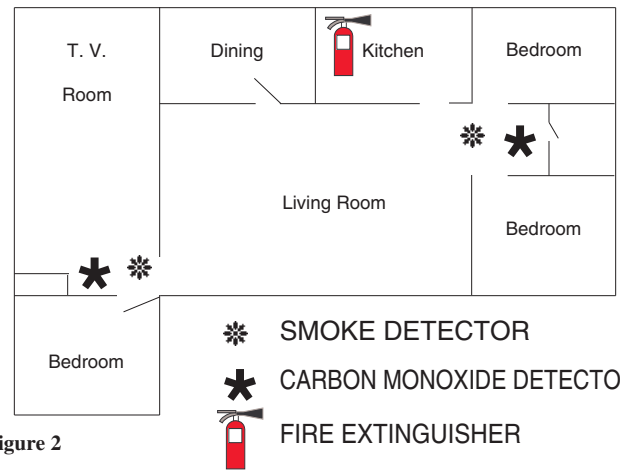 T. V.
Room
Dining
Kitchen
Bedroom
Living Room
Bedroom
Bedroom
SMOKE DETECTOR
CARBON MONOXIDE DETECTO
FIRE EXTINGUISHER
igure 2